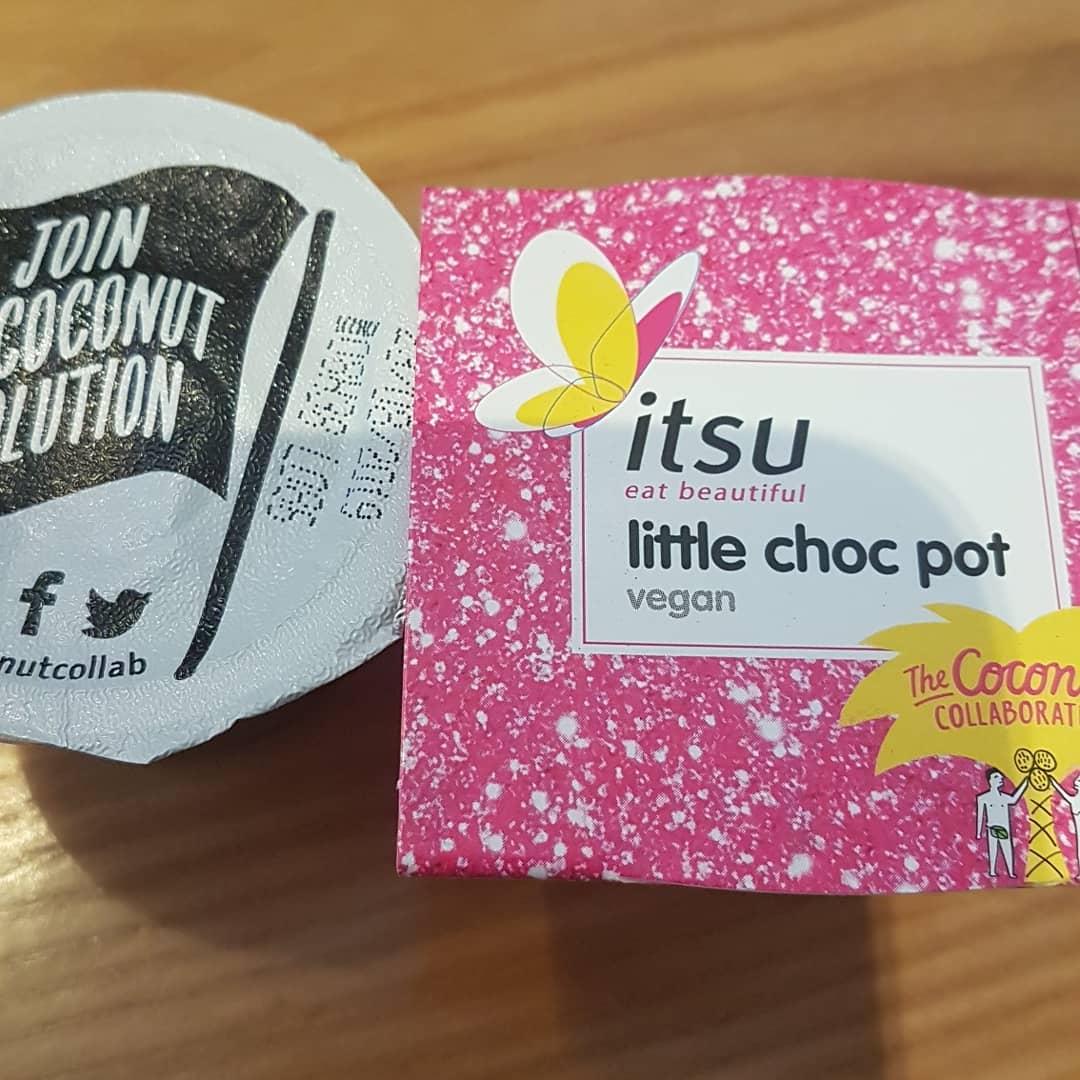 JOIN
COCONUT
OLUTION
nutcollab
itsu
eat beautiful
little choc pot
vegan
The Cocon
COLLABORAT